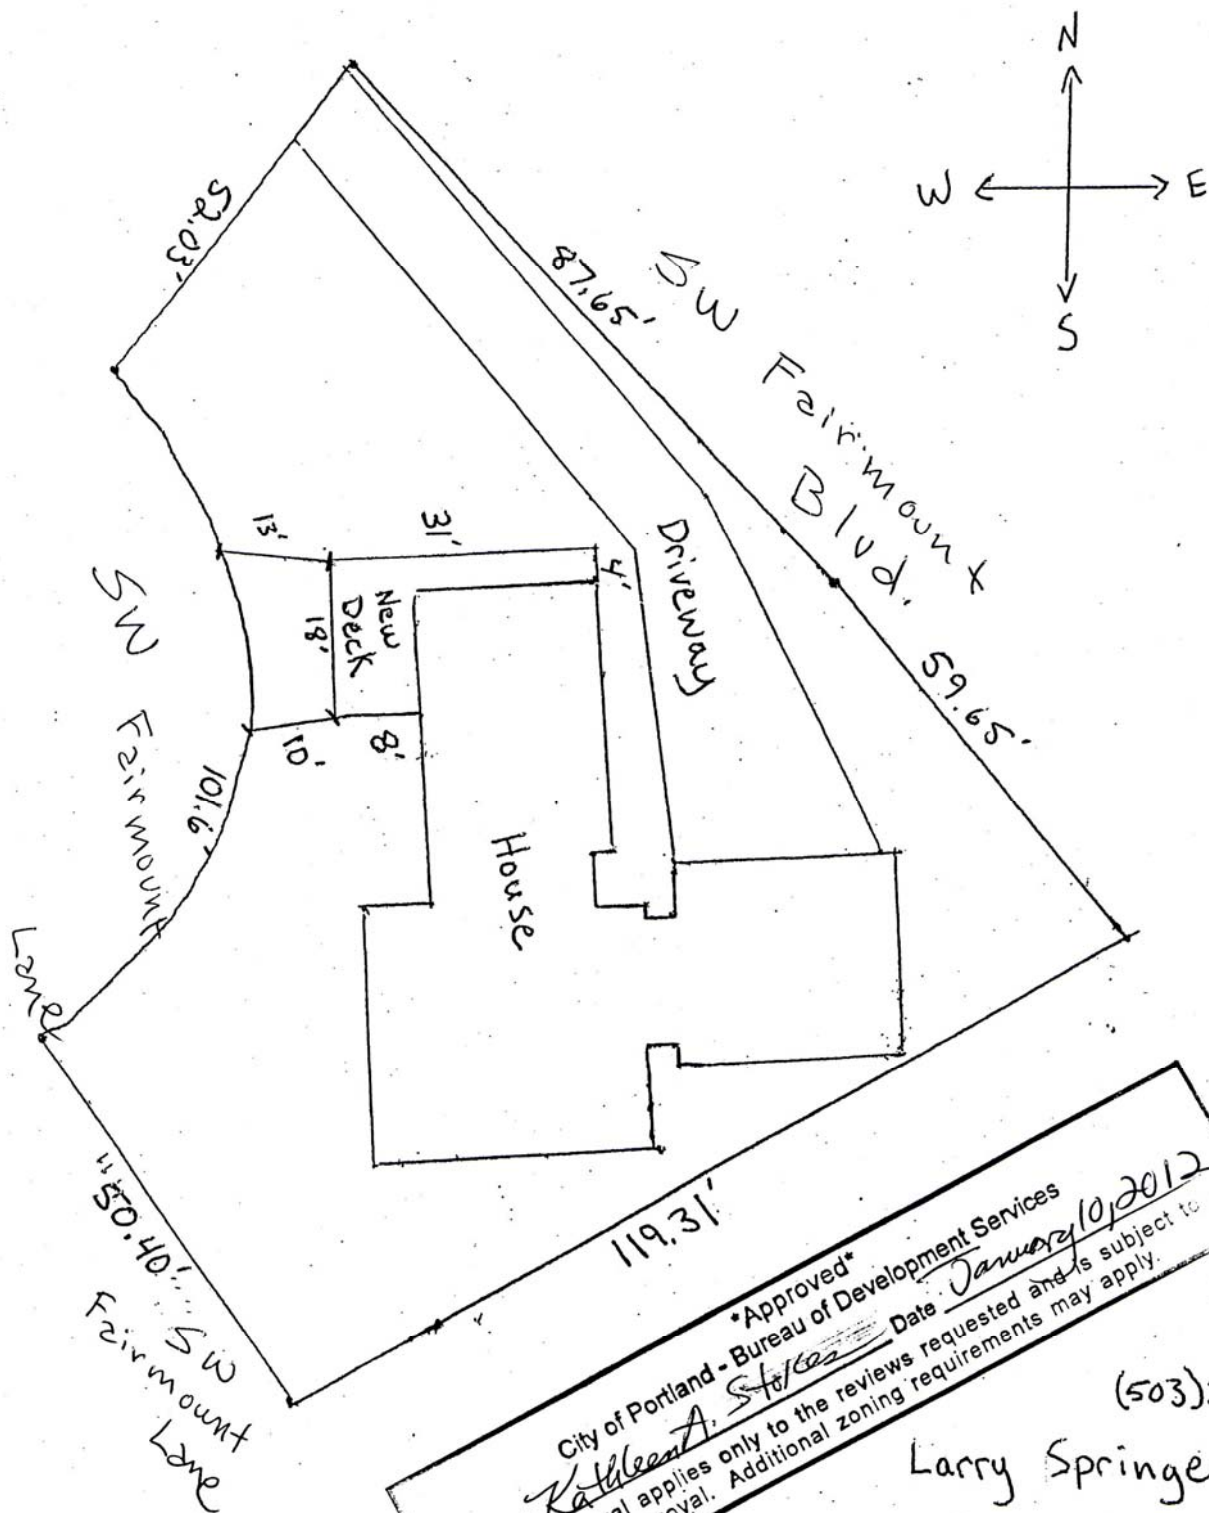 N
W E
S
52.03'
87.65'
SW Fairmount
Blvd.
13'
31'
4'
Driveway
New
Deck
18'
10'
8'
59.65'
SW Fairmount
Lane
101.6'
House
50.40'
SW
Fairmount
Lane
119.31'
*Approved*
City of Portland - Bureau of Development Services
Kathleen A. Stokes Date January 10, 2012
applies only to the reviews requested and is subject to
Additional zoning requirements may apply.
(503)
Larry Springe